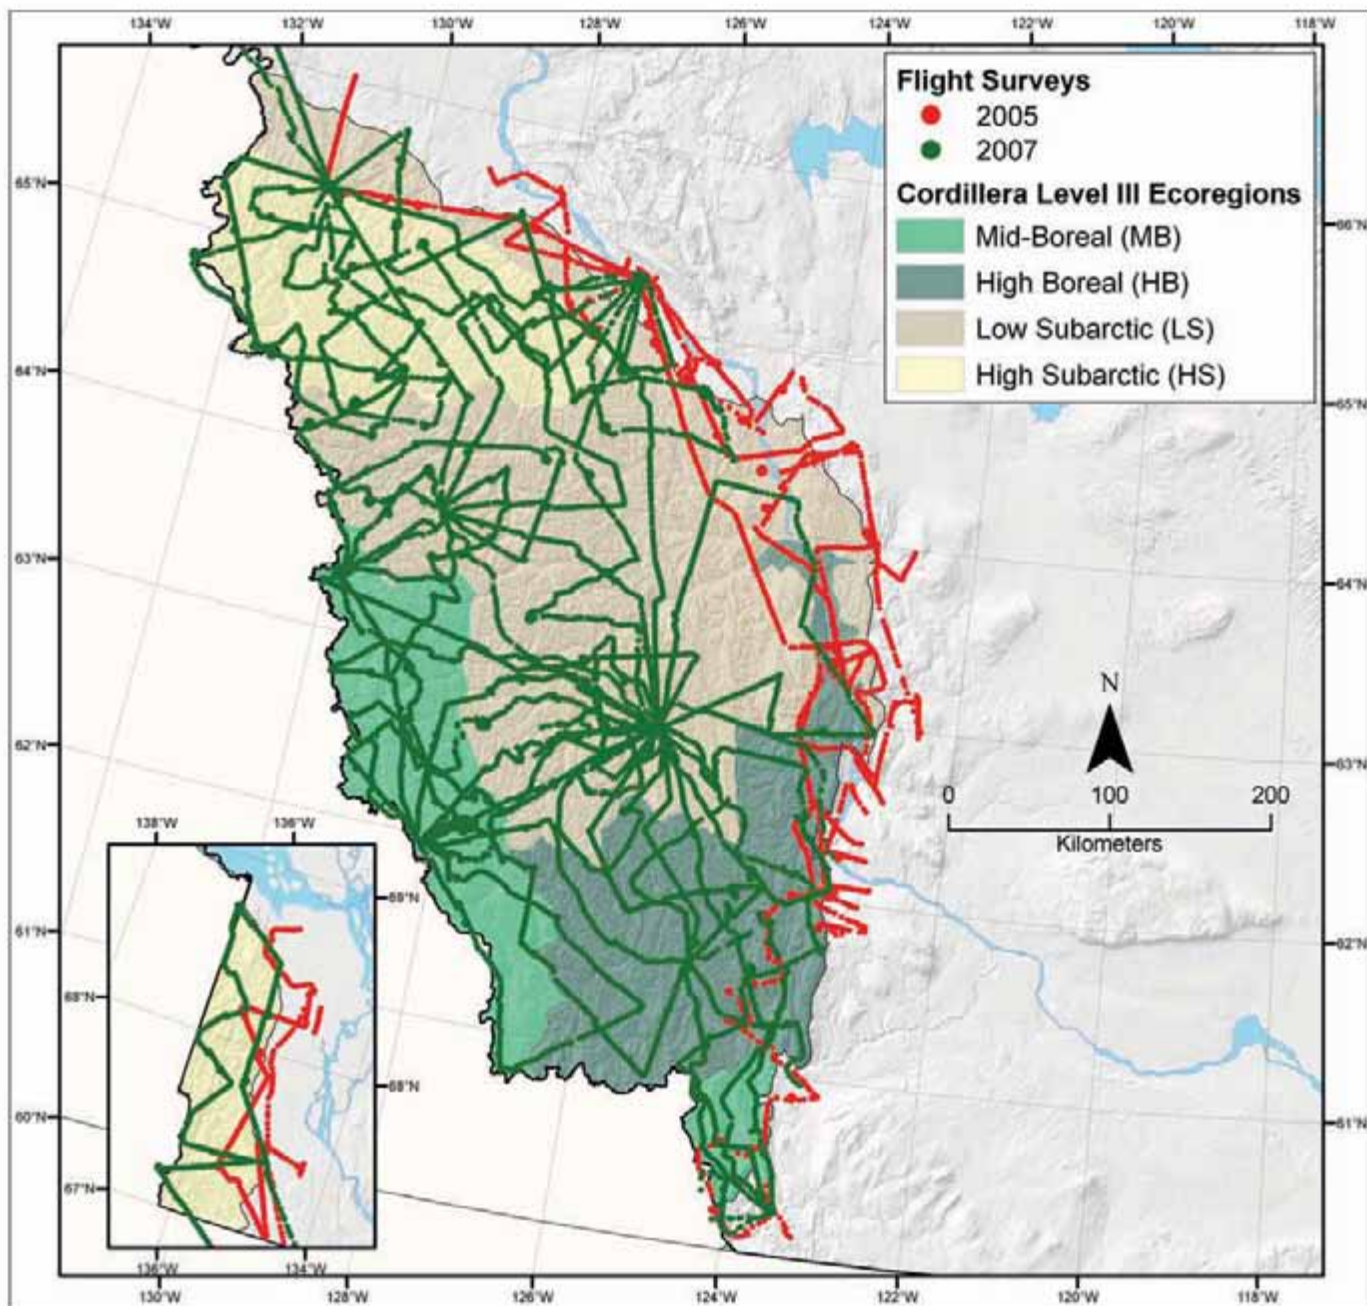 134°W 132°W 130°W 128°W 126°W 124°W 122°W 120°W 118°W
Flight Surveys
2005
2007
Cordillera Level III Ecoregions
Mid-Boreal (MB)
High Boreal (HB)
Low Subarctic (LS)
High Subarctic (HS)
65°N
66°N
64°N
65°N
63°N
64°N
62°N
63°N
N
0 100 200
Kilometers
138°W 136°W
69°N
61°N
62°N
68°N
68°N
60°N
61°N
67°N
136°W 134°W
130°W 128°W 126°W 124°W 122°W 120°W 118°W